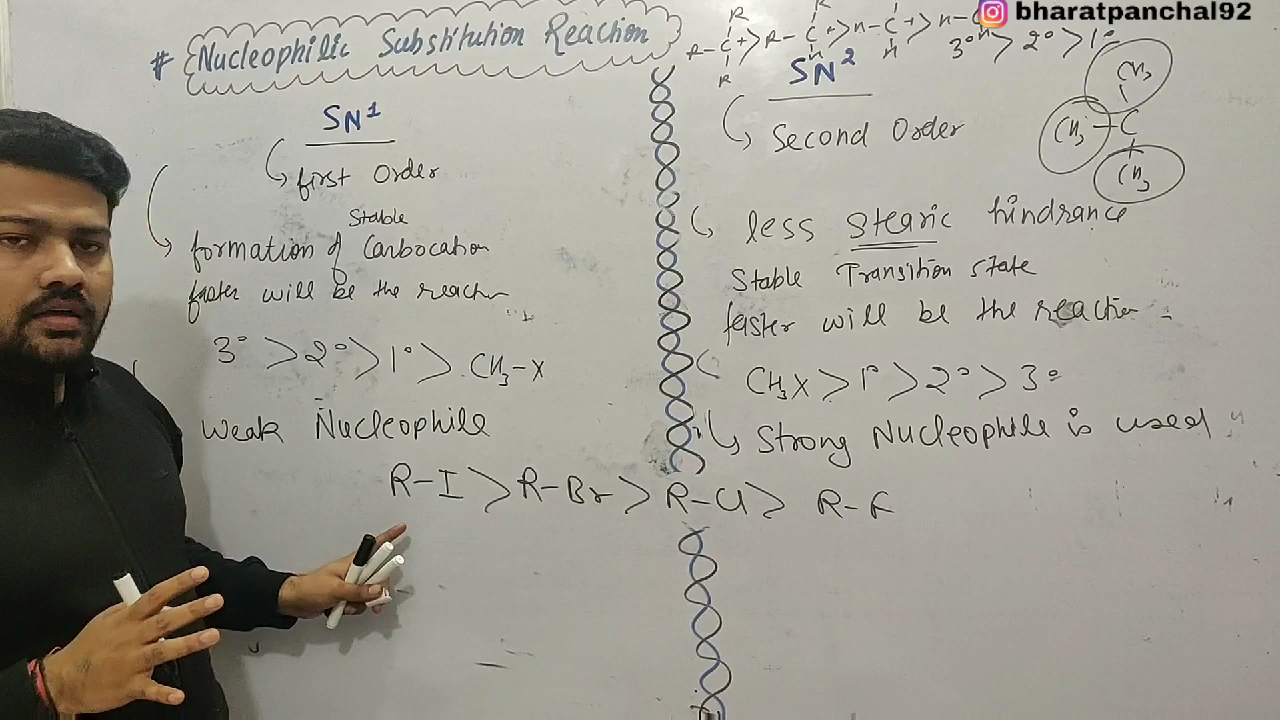 bharatpanchal92
# Nucleophilic Substitution Reaction
R-C+ > R-C+ > H-C+ >
R
R
R
H
H
3° > 2° > 1°
SN1
first Order
Stable
formation of Carbocation
faster will be the reaction
3° > 2° > 1° > CH3-X
Weak Nucleophile
SN2
Second Order
CH3
CH3-C
CH3
less stearic hindrance
Stable Transition state
faster will be the reaction
CH3X > 1° > 2° > 3°
Strong Nucleophile is used
R-I > R-Br > R-Cl > R-F